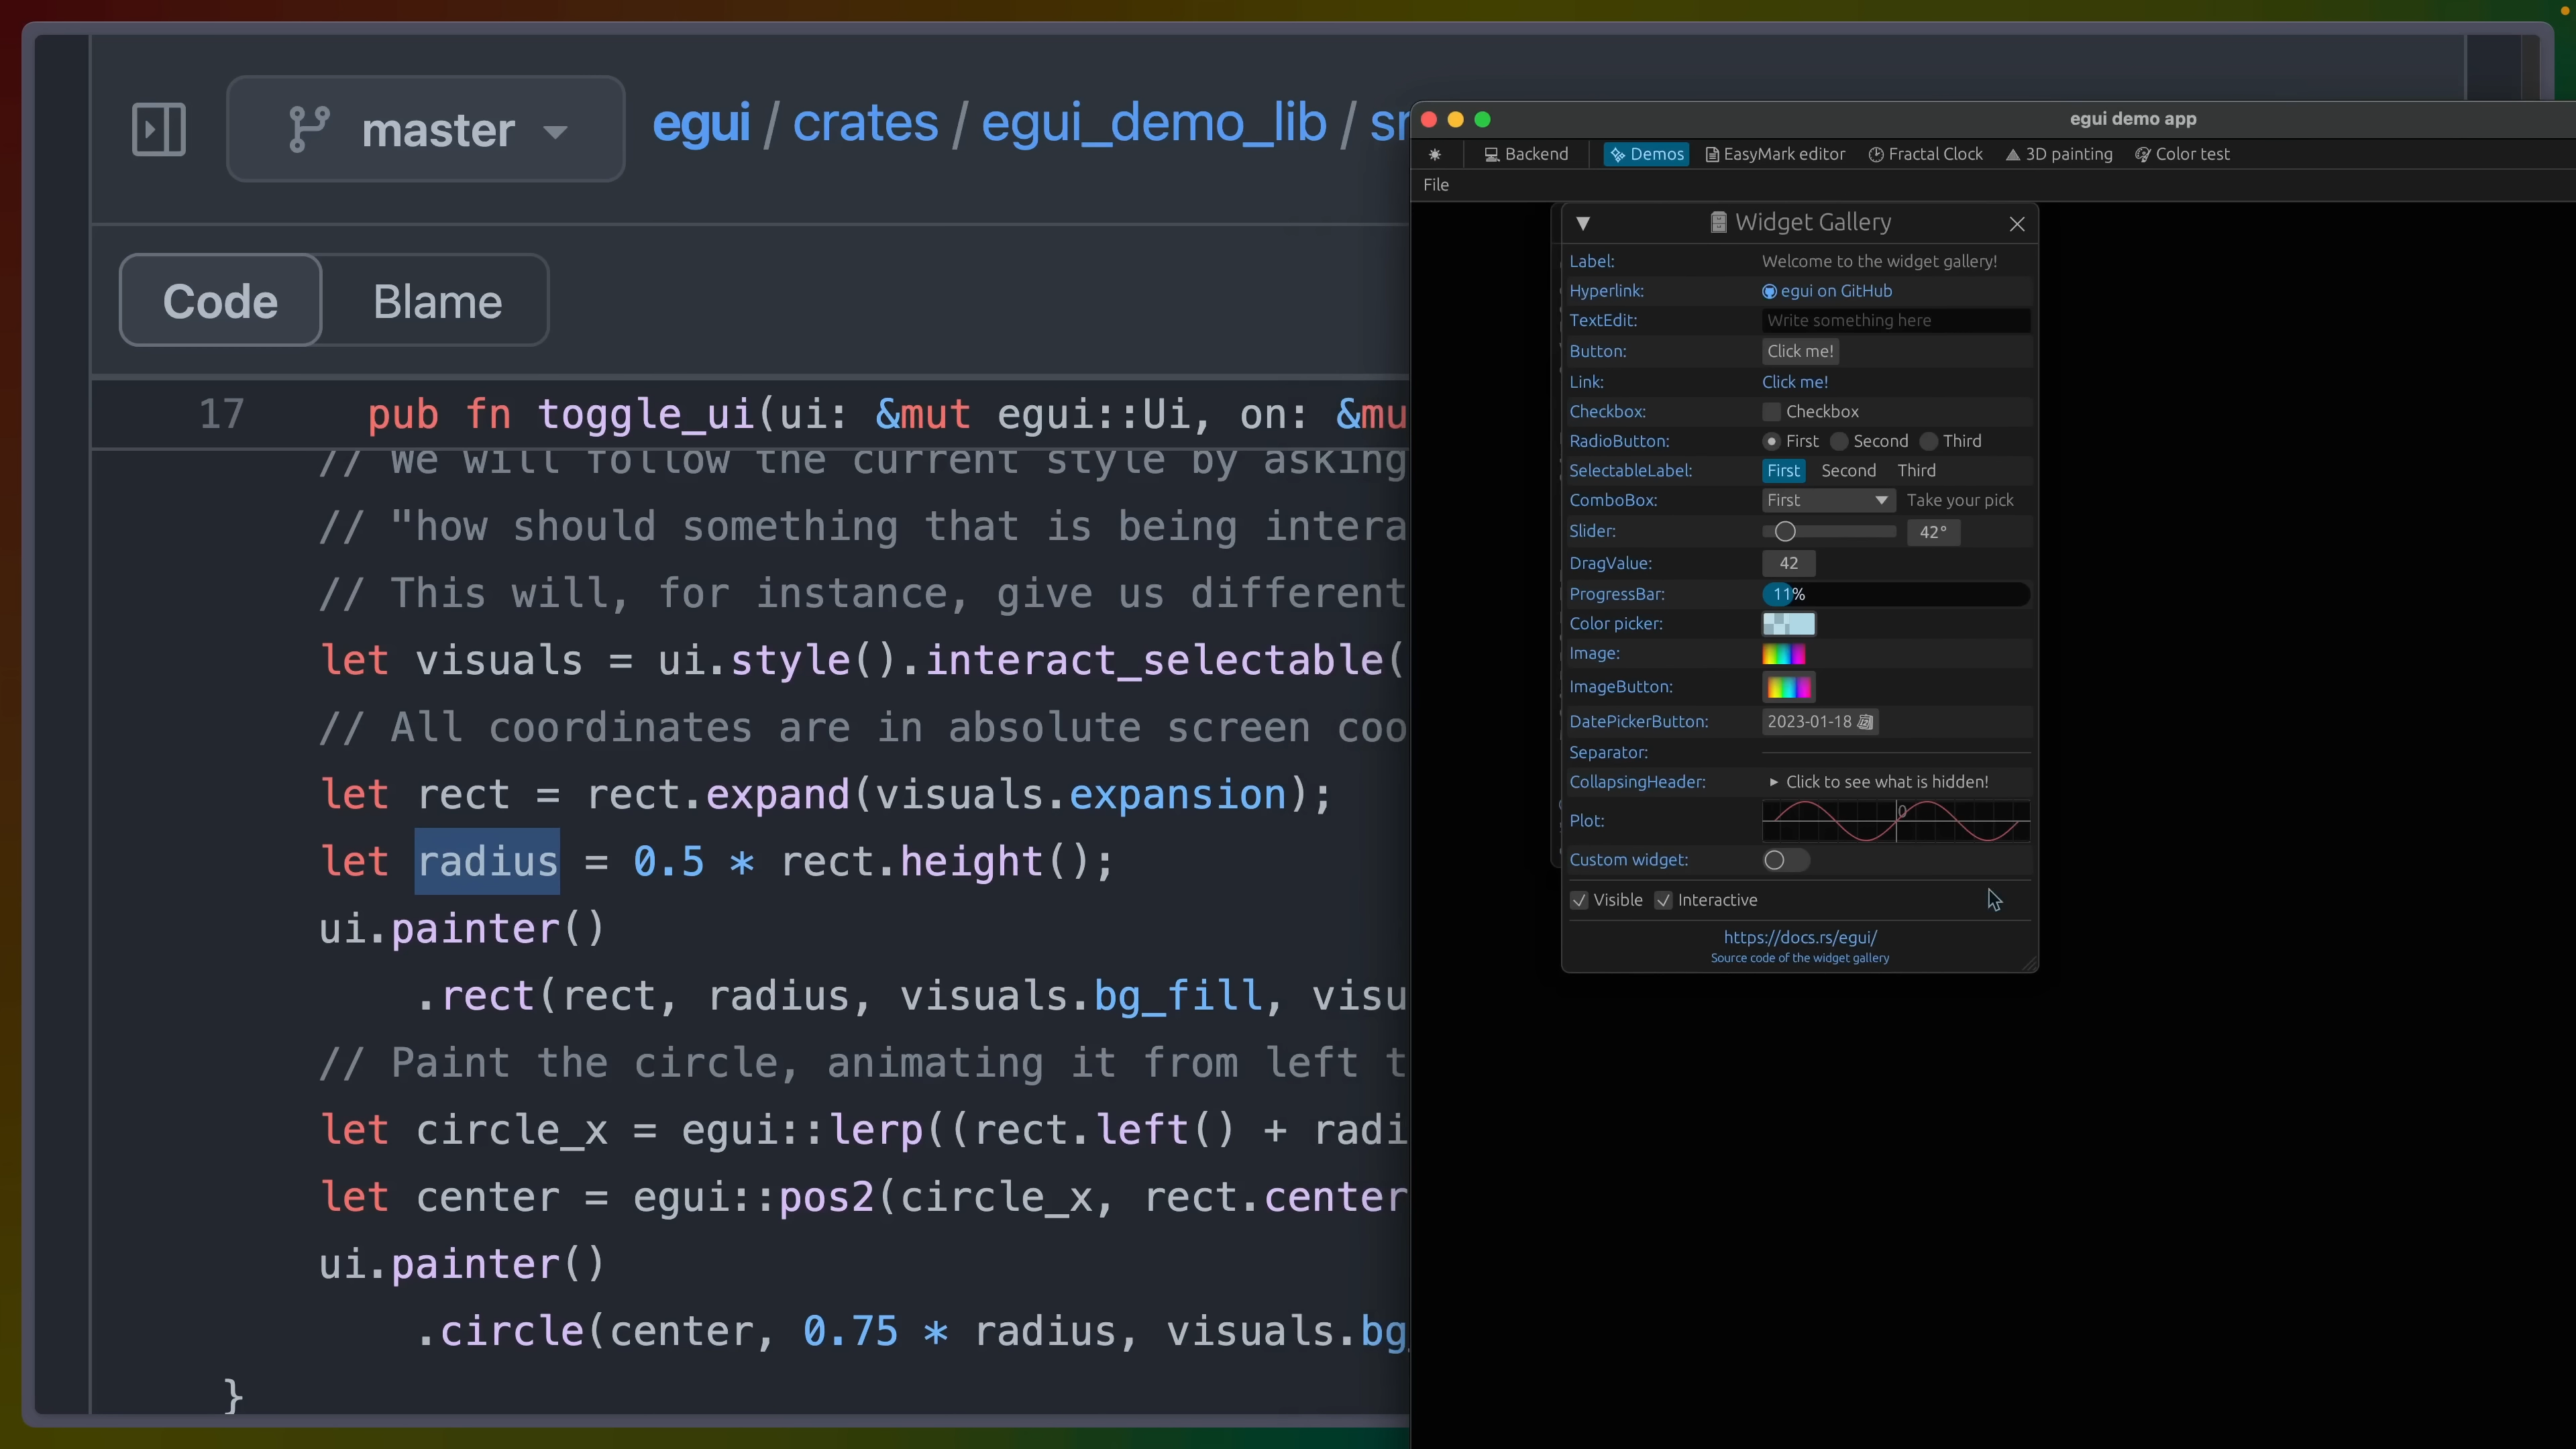 master
egui / crates / egui_demo_lib / sr
Code
Blame
17 pub fn toggle_ui(ui: &mut egui::Ui, on: &mu
// We will follow the current style by asking
// "how should something that is being intera
// This will, for instance, give us different
let visuals = ui.style().interact_selectable(
// All coordinates are in absolute screen coo
let rect = rect.expand(visuals.expansion);
let radius = 0.5 * rect.height();
ui.painter()
.rect(rect, radius, visuals.bg_fill, visu
// Paint the circle, animating it from left t
let circle_x = egui::lerp((rect.left() + radi
let center = egui::pos2(circle_x, rect.center
ui.painter()
.circle(center, 0.75 * radius, visuals.bg
}
egui demo app
Backend Demos EasyMark editor Fractal Clock 3D painting Color test
File
Widget Gallery
Label: Welcome to the widget gallery!
Hyperlink: egui on GitHub
TextEdit: Write something here
Button: Click me!
Link: Click me!
Checkbox: Checkbox
RadioButton: First Second Third
SelectableLabel: First Second Third
ComboBox: First Take your pick
Slider: 42°
DragValue: 42
ProgressBar: 11%
Color picker:
Image:
ImageButton:
DatePickerButton: 2023-01-18
Separator:
CollapsingHeader: Click to see what is hidden!
Plot: 0
Custom widget:
Visible Interactive
https://docs.rs/egui/
Source code of the widget gallery